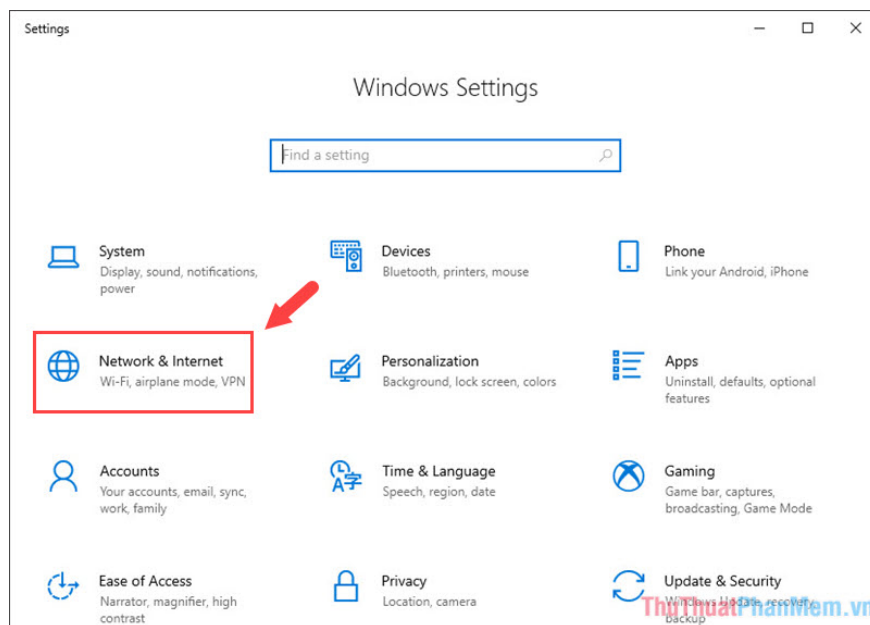 Settings
Windows Settings
Find a setting
System
Display, sound, notifications,
power
Devices
Bluetooth, printers, mouse
Phone
Link your Android, iPhone
Network & Internet
Wi-Fi, airplane mode, VPN
Personalization
Background, lock screen, colors
Apps
Uninstall, defaults, optional
features
Accounts
Your accounts, email, sync,
work, family
Time & Language
Speech, region, date
Gaming
Game bar, captures,
broadcasting, Game Mode
Ease of Access
Narrator, magnifier, high
contrast
Privacy
Location, camera
Update & Security
Windows Update, recovery,
backup
ThuThuatPhanMem.vn